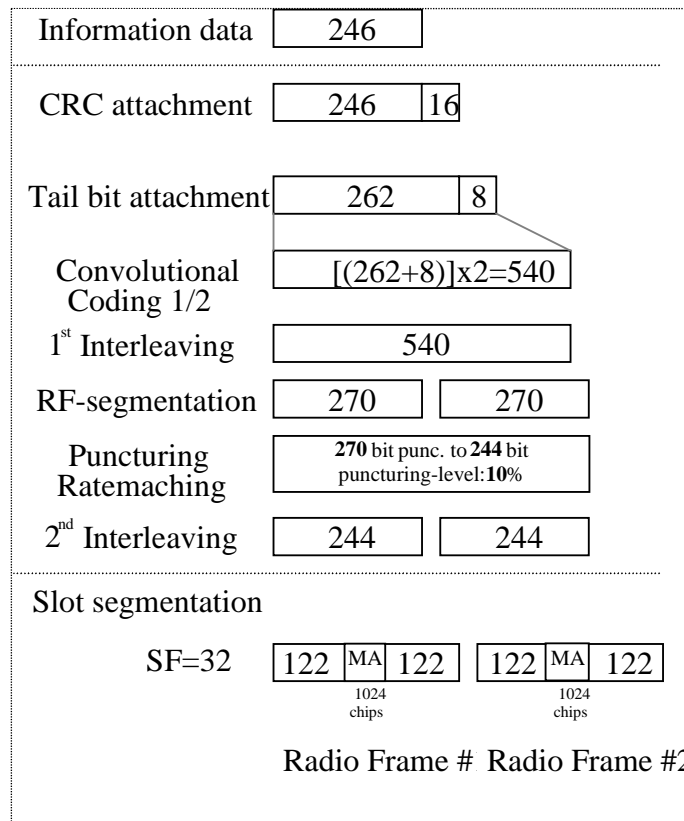 Information data 246
CRC attachment 246 16
Tail bit attachment 262 8
Convolutional [(262+8)]x2=540
Coding 1/2
1st Interleaving 540
RF-segmentation 270 270
Puncturing 270 bit punc. to 244 bit
Ratemaching puncturing-level:10%
2nd Interleaving 244 244
Slot segmentation
SF=32 122 MA 122 122 MA 122
1024 1024
chips chips
Radio Frame # Radio Frame #2